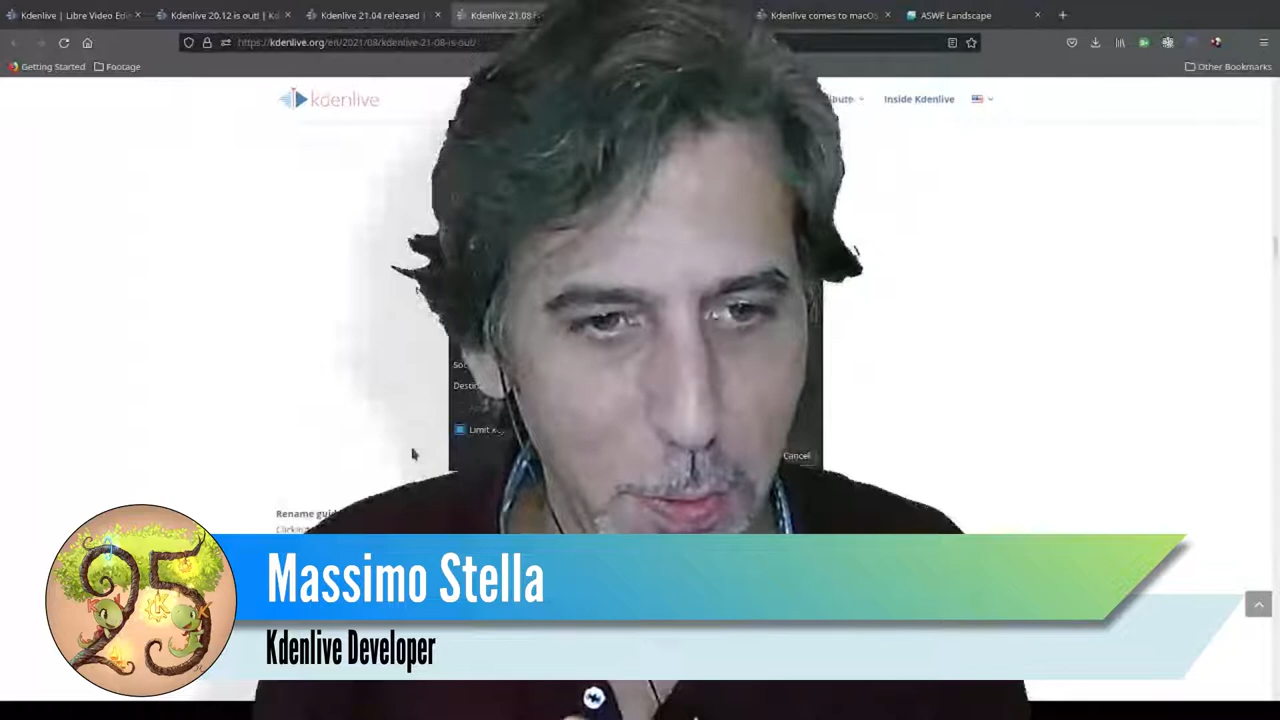 Kdenlive | Libre Video Edi
Kdenlive 20.12 is out! | Kd
Kdenlive 21.04 released |
Kdenlive 21.08
Kdenlive comes to macOS
ASWF Landscape
https://kdenlive.org/en/2021/08/kdenlive-21-08-is-out/
Getting Started
Footage
Other Bookmarks
kdenlive
Inside Kdenlive
Cancel
25
Massimo Stella
Kdenlive Developer